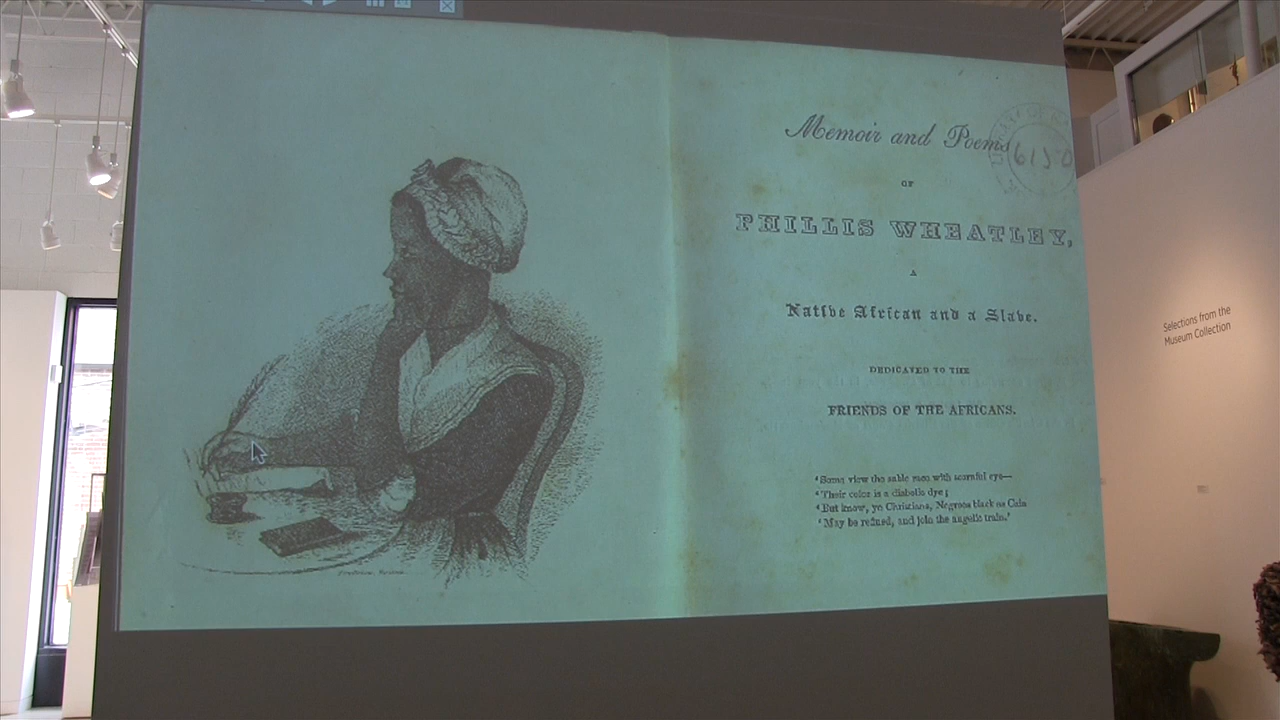 Memoir and Poems
OF
PHILLIS WHEATLEY,
A
Native African and a Slave.
DEDICATED TO THE
FRIENDS OF THE AFRICANS.
'Some view the sable race with scornful eye—
'Their color is a diabolic dye;
'But know, ye Christians, Negroes black as Cain
'May be refined, and join the angelic train.'
6150
Selections from the
Museum Collection